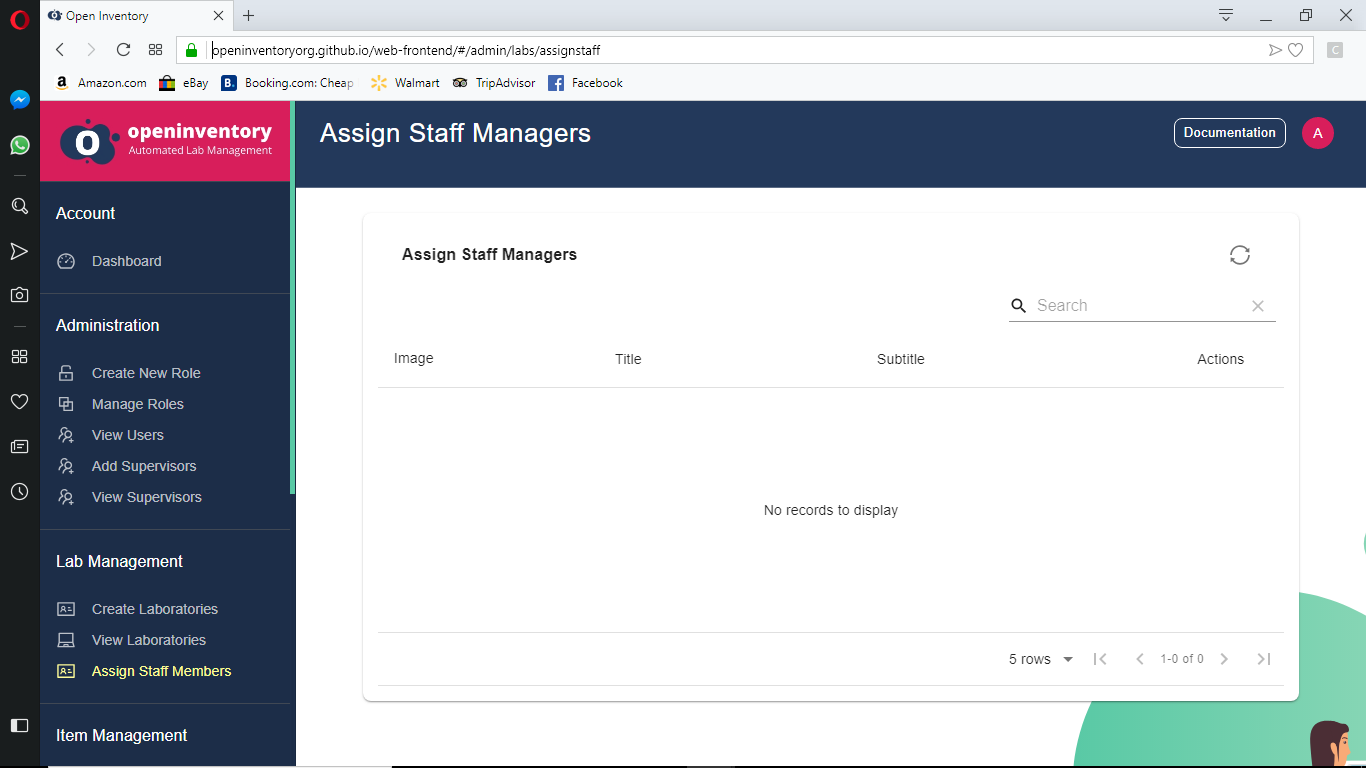 Open Inventory
openinventoryorg.github.io/web-frontend/#/admin/labs/assignstaff
C
a Amazon.com eBay B. Booking.com: Cheap Walmart TripAdvisor f Facebook
openinventory
Automated Lab Management
Assign Staff Managers
Documentation
A
Account
Dashboard
Administration
Create New Role
Manage Roles
View Users
Add Supervisors
View Supervisors
Lab Management
Create Laboratories
View Laboratories
Assign Staff Members
Item Management
Assign Staff Managers
Search
Image Title Subtitle Actions
No records to display
5 rows 1-0 of 0